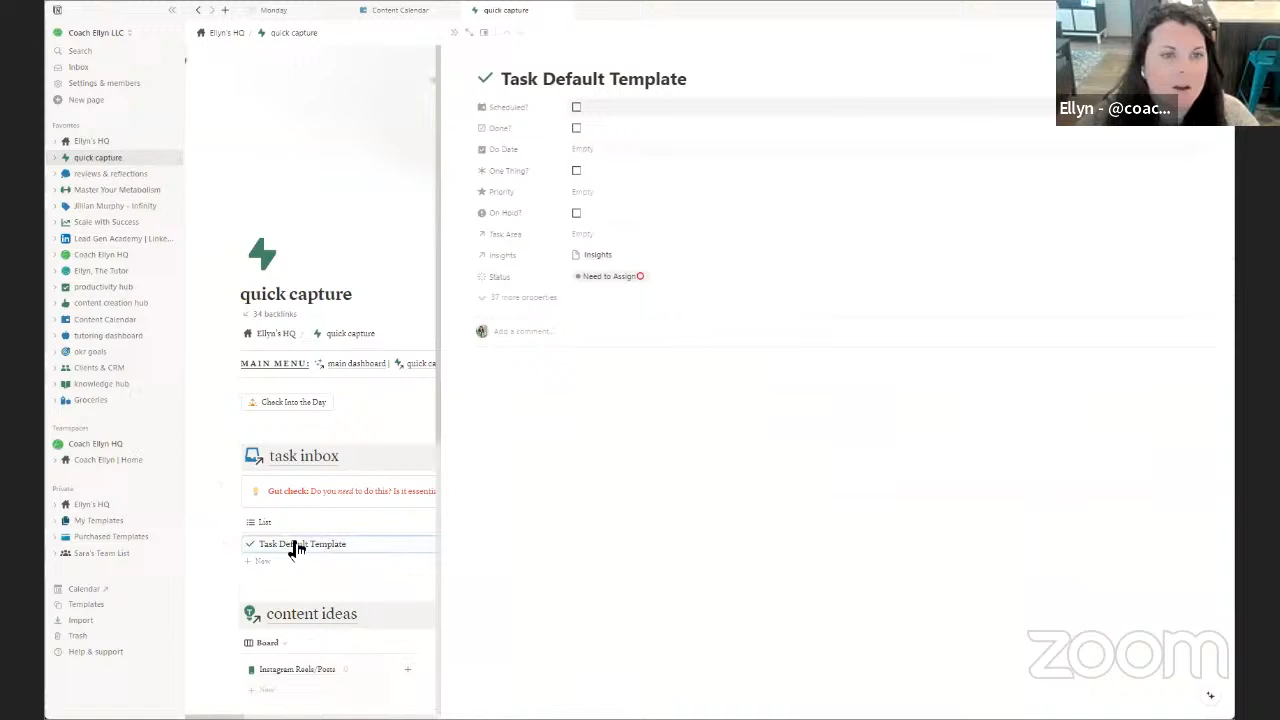 Monday
Content Calendar
quick capture
Coach Ellyn LLC
Search
Inbox
Settings & members
New page
Favorites
Ellyn's HQ
quick capture
reviews & reflections
Master Your Metabolism
Jillian Murphy - Infinity
Scale with Success
Lead Gen Academy | Linke...
Coach Ellyn HQ
Ellyn, The Tutor
productivity hub
content creation hub
Content Calendar
tutoring dashboard
okr goals
Clients & CRM
knowledge hub
Groceries
Teamspaces
Coach Ellyn HQ
Coach Ellyn | Home
Private
Ellyn's HQ
My Templates
Purchased Templates
Sara's Team List
Calendar ↗
Templates
Import
Trash
Help & support
Ellyn's HQ / quick capture
quick capture
34 backlinks
Ellyn's HQ / quick capture
MAIN MENU: main dashboard | quick ca
Check Into the Day
task inbox
Gut check: Do you need to do this? Is it essenti
List
Task Default Template
+ New
content ideas
Board
Instagram Reels/Posts 0 +
+ New
Task Default Template
Scheduled?
Done?
Do Date Empty
One Thing?
Priority Empty
On Hold?
Task Area Empty
Insights Insights
Status Need to Assign
37 more properties
Add a comment...
Ellyn - @coac...
zoom